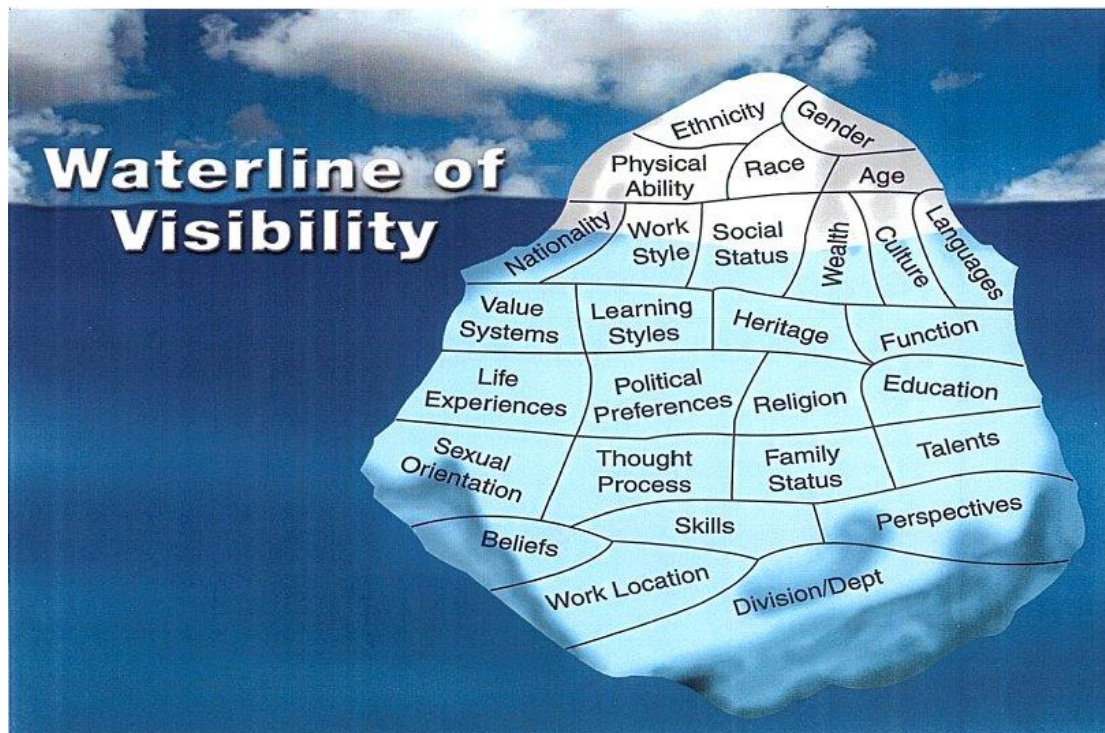 Waterline of
Visibility
Ethnicity
Gender
Physical
Ability
Race
Age
Nationality
Work
Style
Social
Status
Wealth
Culture
Languages
Value
Systems
Learning
Styles
Heritage
Function
Life
Experiences
Political
Preferences
Religion
Education
Sexual
Orientation
Thought
Process
Family
Status
Talents
Beliefs
Skills
Perspectives
Work Location
Division/Dept